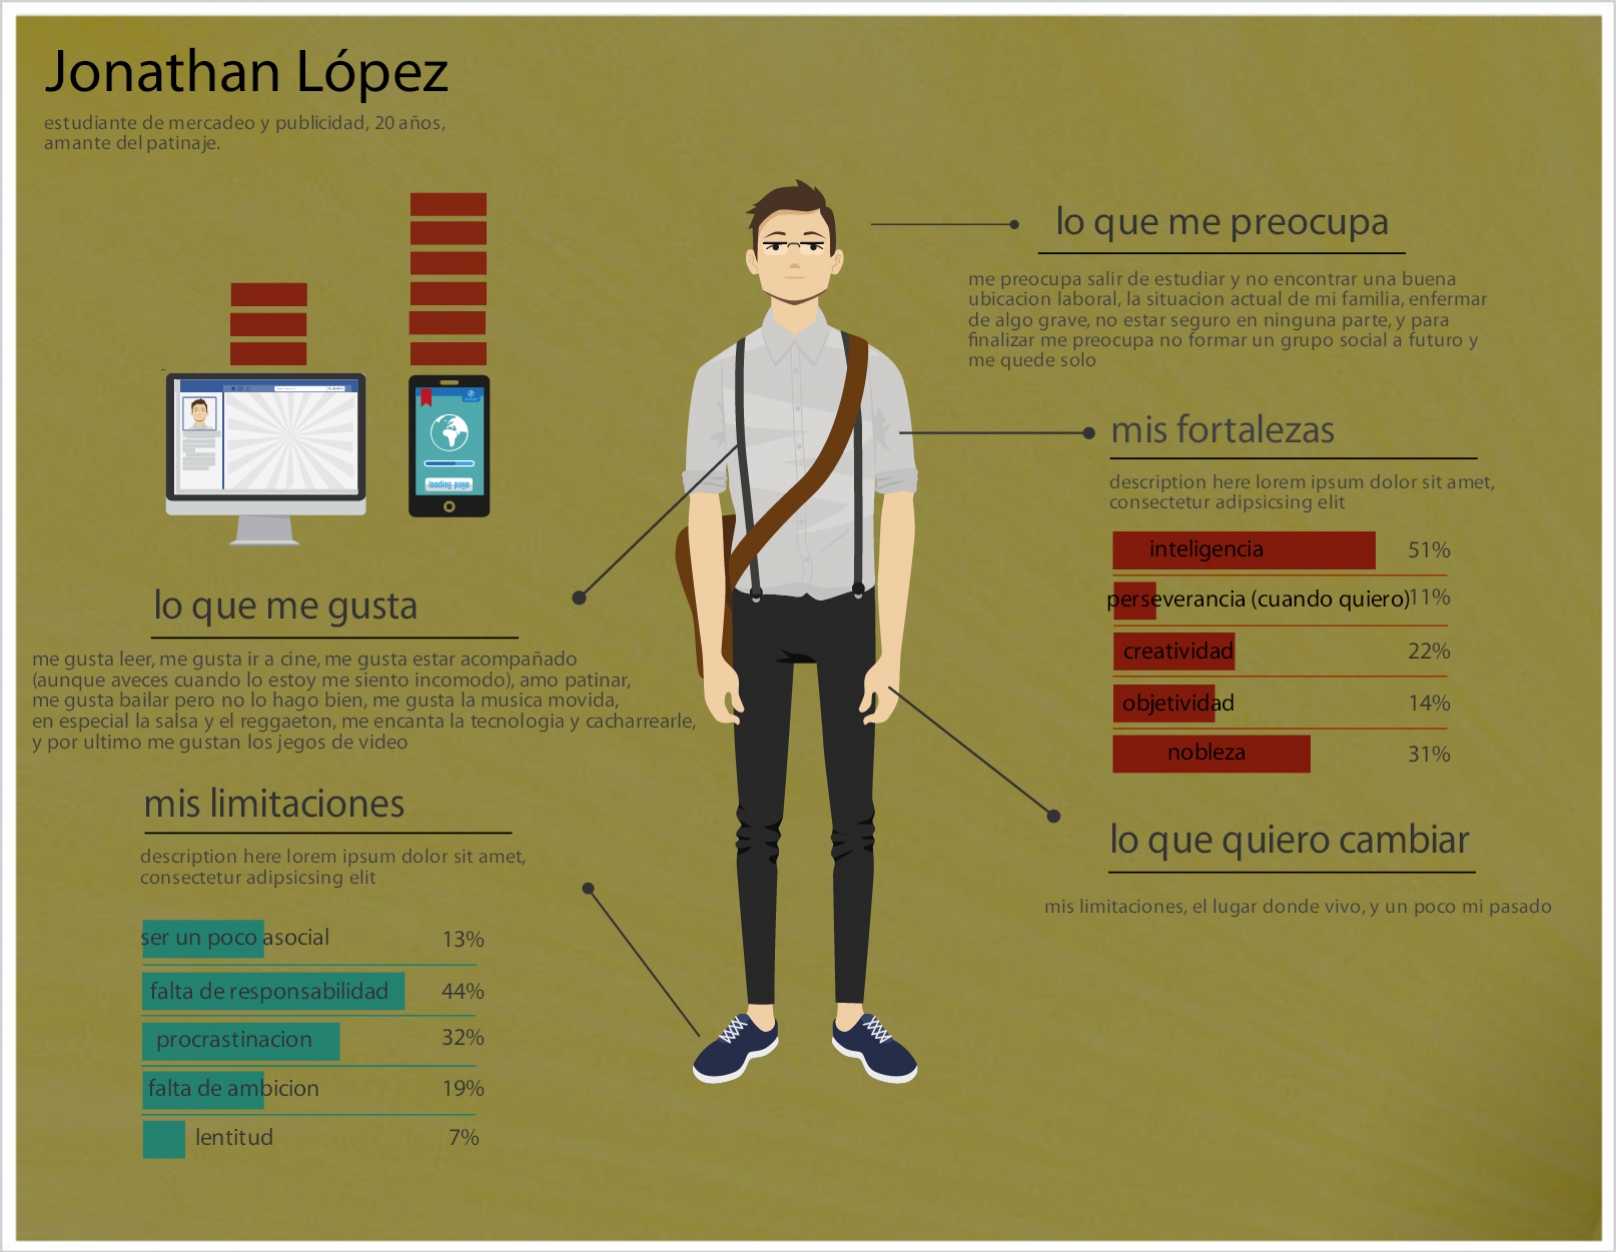 Jonathan López
estudiante de mercadeo y publicidad, 20 años,
amante del patinaje.
loading page
lo que me gusta
me gusta leer, me gusta ir a cine, me gusta estar acompañado
(aunque aveces cuando lo estoy me siento incomodo), amo patinar,
me gusta bailar pero no lo hago bien, me gusta la musica movida,
en especial la salsa y el reggaeton, me encanta la tecnologia y cacharrearle,
y por ultimo me gustan los jegos de video
mis limitaciones
description here lorem ipsum dolor sit amet,
consectetur adipsicsing elit
ser un poco asocial 13%
falta de responsabilidad 44%
procrastinacion 32%
falta de ambicion 19%
lentitud 7%
lo que me preocupa
me preocupa salir de estudiar y no encontrar una buena
ubicacion laboral, la situacion actual de mi familia, enfermar
de algo grave, no estar seguro en ninguna parte, y para
finalizar me preocupa no formar un grupo social a futuro y
me quede solo
mis fortalezas
description here lorem ipsum dolor sit amet,
consectetur adipsicsing elit
inteligencia 51%
perseverancia (cuando quiero) 11%
creatividad 22%
objetividad 14%
nobleza 31%
lo que quiero cambiar
mis limitaciones, el lugar donde vivo, y un poco mi pasado